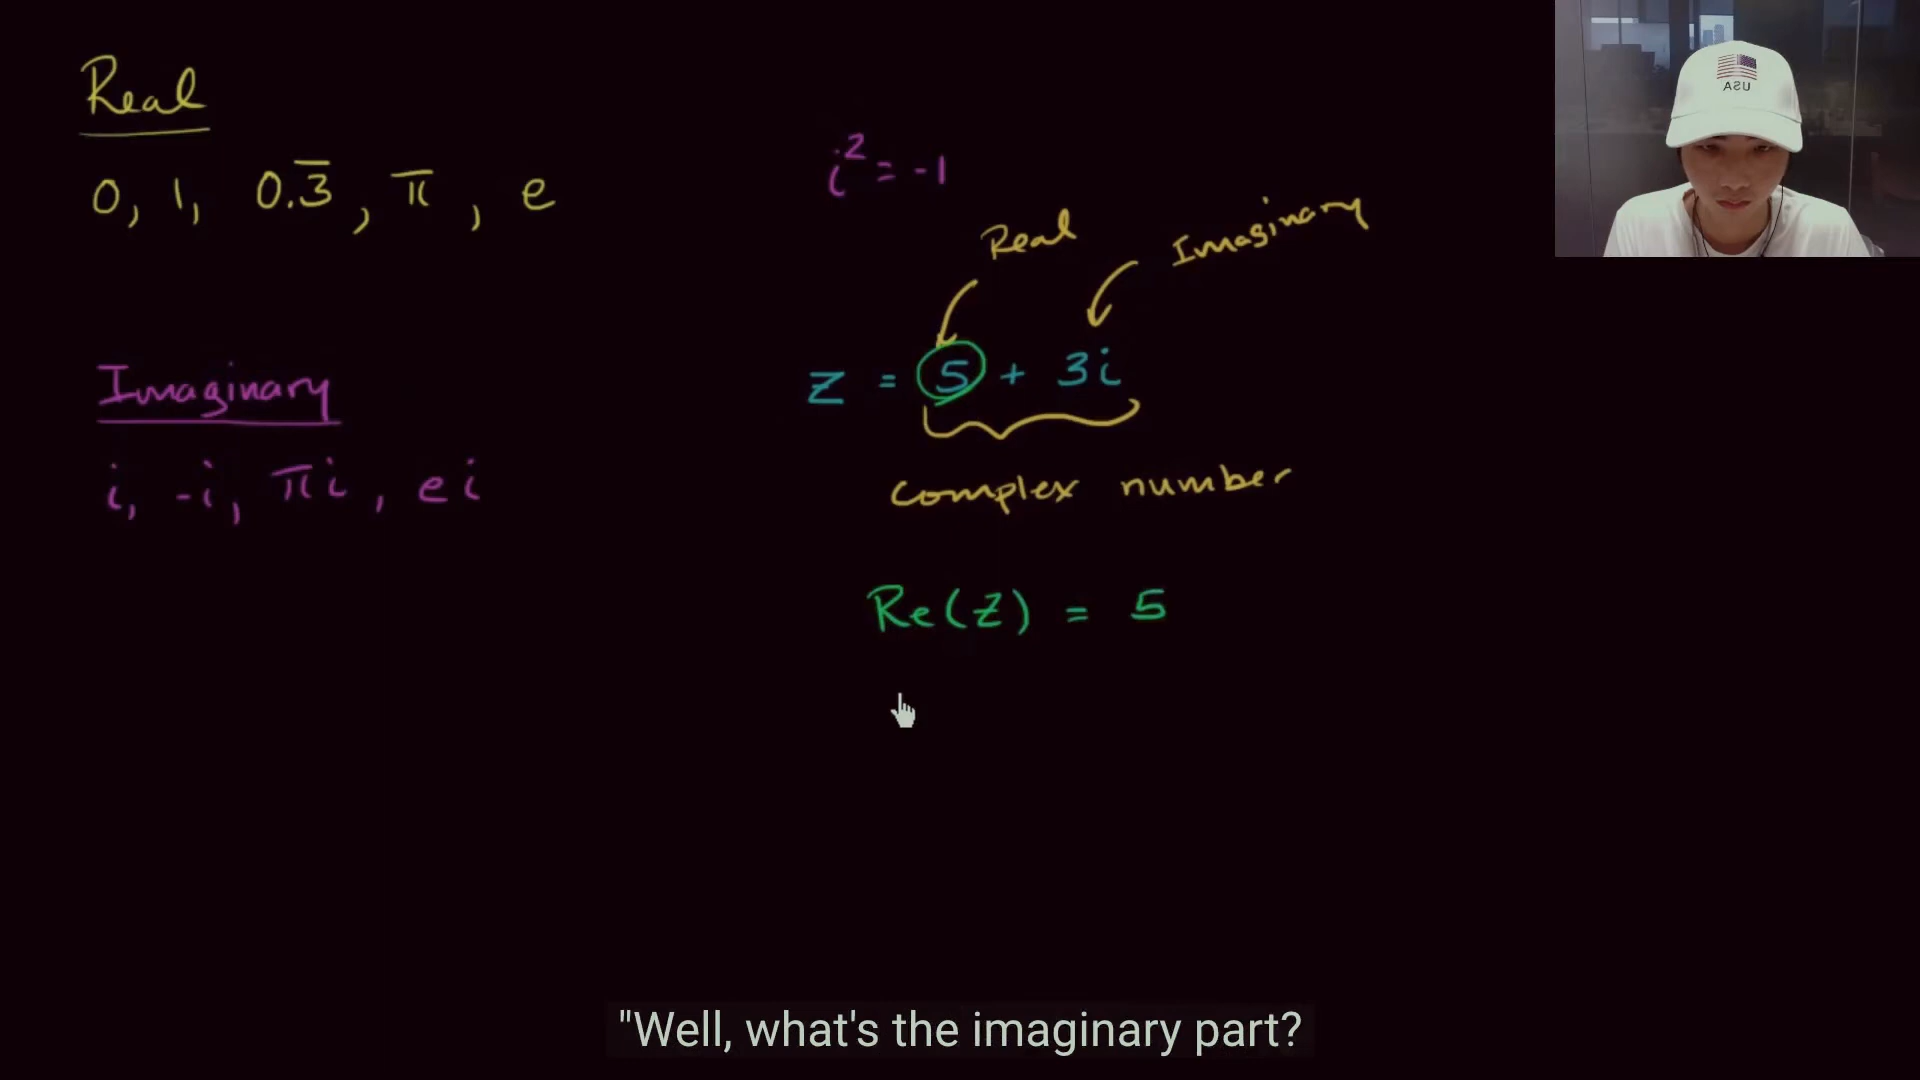 Real
0, 1, 0.3̅, π, e
Imaginary
i, -i, πi, ei
i² = -1
Real
Imaginary
z = 5 + 3i
complex number
Re(z) = 5
USA
"Well, what's the imaginary part?